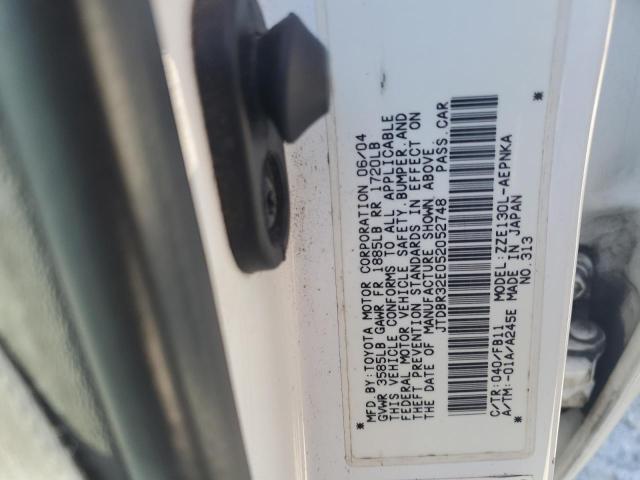 *
MFD. BY: TOYOTA MOTOR CORPORATION 06/04
GVWR 3585LB GAWR FR 1885LB RR 1720LB
THIS VEHICLE CONFORMS TO ALL APPLICABLE
FEDERAL MOTOR VEHICLE SAFETY, BUMPER, AND
THEFT PREVENTION STANDARDS IN EFFECT ON
THE DATE OF MANUFACTURE SHOWN ABOVE.
JTDBR32E052052748 PASS. CAR
C/TR: 040/FB11 MODEL: ZZE130L-AEPNKA
A/TM: -01A/A245E MADE IN JAPAN
NO. 313
*
*